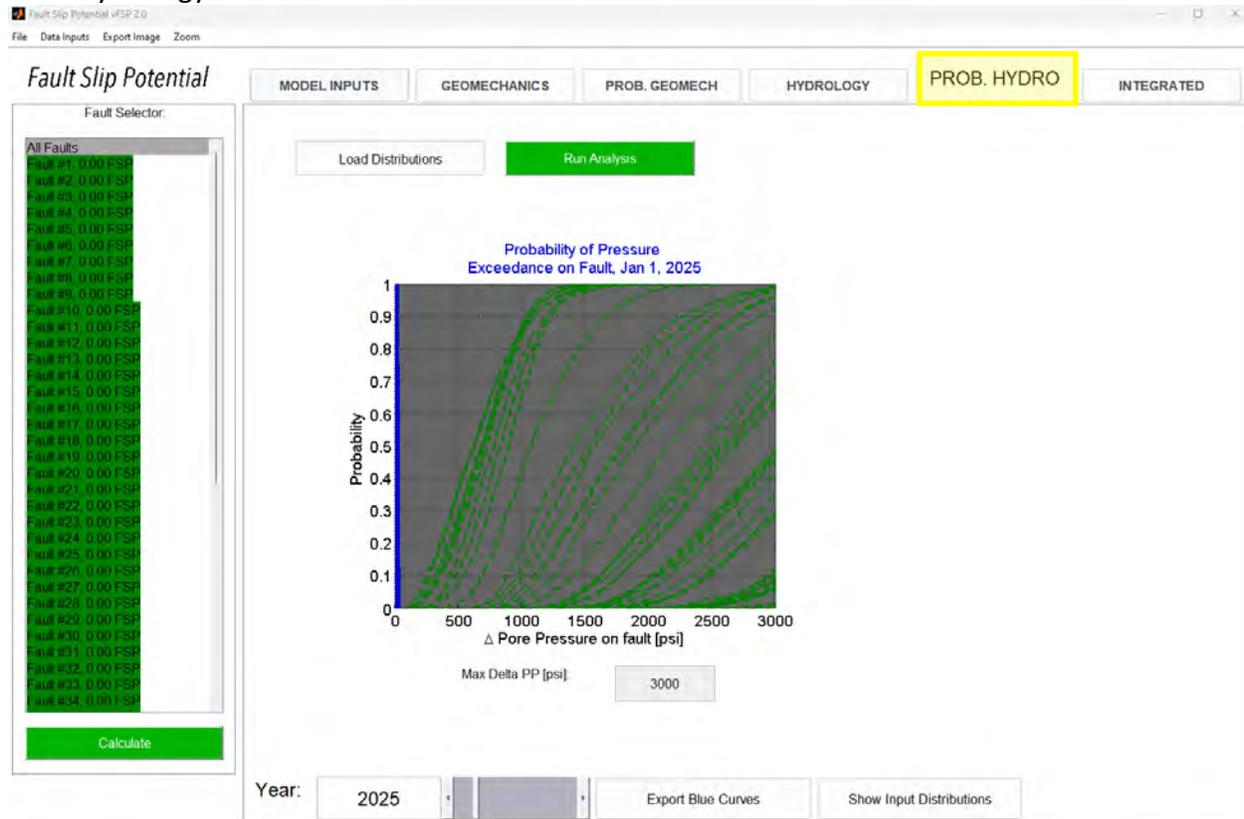 Fault Slip Potential vFSP 2.0
File Data Inputs Export Image Zoom
Fault Slip Potential
MODEL INPUTS GEOMECHANICS PROB. GEOMECH HYDROLOGY PROB. HYDRO INTEGRATED
Fault Selector:
All Faults
Fault #1, 0.00 FSP
Fault #2, 0.00 FSP
Fault #3, 0.00 FSP
Fault #4, 0.00 FSP
Fault #5, 0.00 FSP
Fault #6, 0.00 FSP
Fault #7, 0.00 FSP
Fault #8, 0.00 FSP
Fault #9, 0.00 FSP
Fault #10, 0.00 FSP
Fault #11, 0.00 FSP
Fault #12, 0.00 FSP
Fault #13, 0.00 FSP
Fault #14, 0.00 FSP
Fault #15, 0.00 FSP
Fault #16, 0.00 FSP
Fault #17, 0.00 FSP
Fault #18, 0.00 FSP
Fault #19, 0.00 FSP
Fault #20, 0.00 FSP
Fault #21, 0.00 FSP
Fault #22, 0.00 FSP
Fault #23, 0.00 FSP
Fault #24, 0.00 FSP
Fault #25, 0.00 FSP
Fault #26, 0.00 FSP
Fault #27, 0.00 FSP
Fault #28, 0.00 FSP
Fault #29, 0.00 FSP
Fault #30, 0.00 FSP
Fault #31, 0.00 FSP
Fault #32, 0.00 FSP
Fault #33, 0.00 FSP
Fault #34, 0.00 FSP
Calculate
Load Distributions Run Analysis
Probability of Pressure
Exceedance on Fault, Jan 1, 2025
Probability
1
0.9
0.8
0.7
0.6
0.5
0.4
0.3
0.2
0.1
0
0 500 1000 1500 2000 2500 3000
Δ Pore Pressure on fault [psi]
Max Delta PP [psi]: 3000
Year: 2025 Export Blue Curves Show Input Distributions